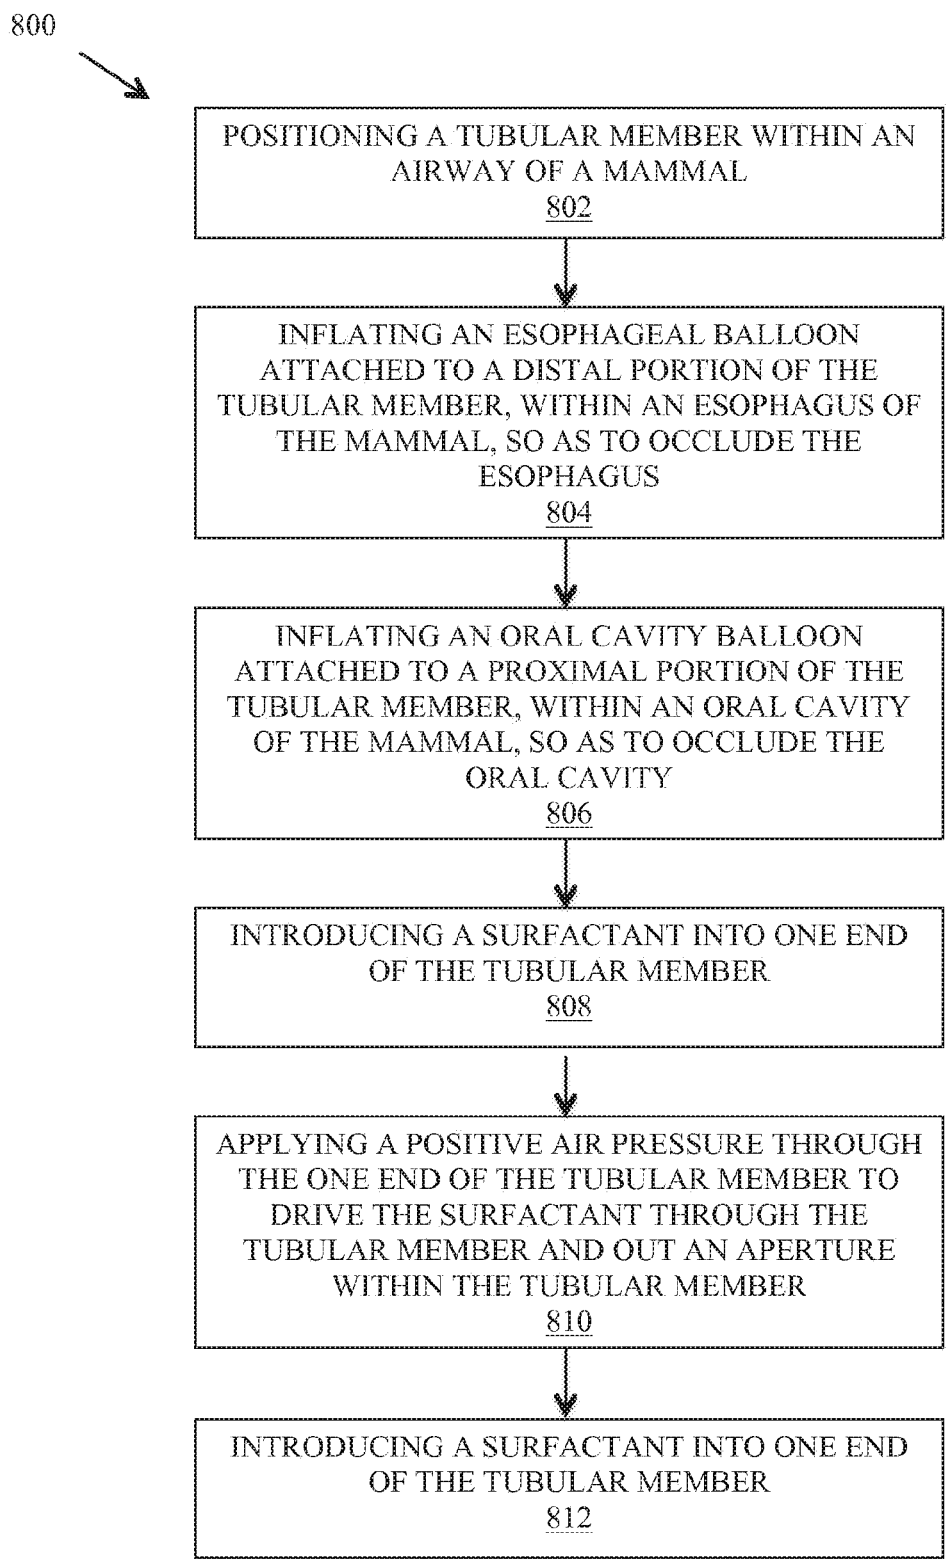 800
POSITIONING A TUBULAR MEMBER WITHIN AN
AIRWAY OF A MAMMAL
802
INFLATING AN ESOPHAGEAL BALLOON
ATTACHED TO A DISTAL PORTION OF THE
TUBULAR MEMBER, WITHIN AN ESOPHAGUS OF
THE MAMMAL, SO AS TO OCCLUDE THE
ESOPHAGUS
804
INFLATING AN ORAL CAVITY BALLOON
ATTACHED TO A PROXIMAL PORTION OF THE
TUBULAR MEMBER, WITHIN AN ORAL CAVITY
OF THE MAMMAL, SO AS TO OCCLUDE THE
ORAL CAVITY
806
INTRODUCING A SURFACTANT INTO ONE END
OF THE TUBULAR MEMBER
808
APPLYING A POSITIVE AIR PRESSURE THROUGH
THE ONE END OF THE TUBULAR MEMBER TO
DRIVE THE SURFACTANT THROUGH THE
TUBULAR MEMBER AND OUT AN APERTURE
WITHIN THE TUBULAR MEMBER
810
INTRODUCING A SURFACTANT INTO ONE END
OF THE TUBULAR MEMBER
812